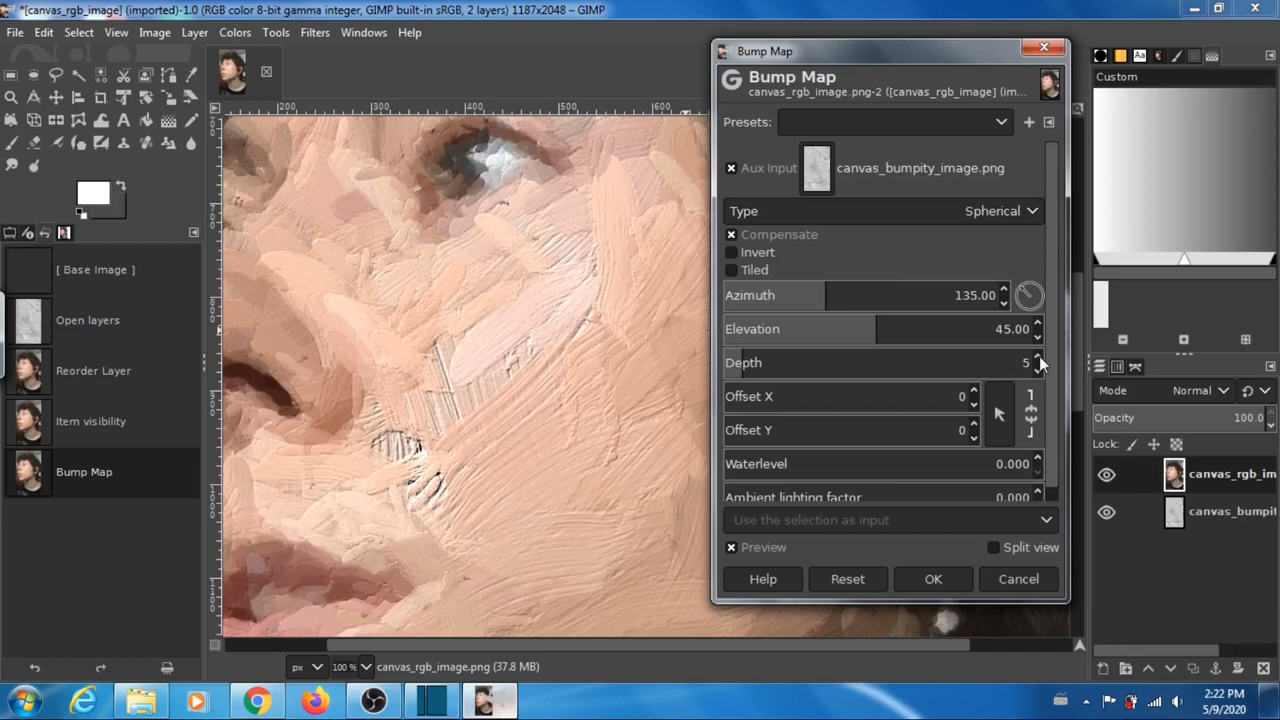 *[canvas_rgb_image] (imported)-1.0 (RGB color 8-bit gamma integer, GIMP built-in sRGB, 2 layers) 1187x2048 – GIMP
File Edit Select View Image Layer Colors Tools Filters Windows Help
200 300 400 500 600
[ Base Image ]
Open layers
Reorder Layer
Item visibility
Bump Map
Bump Map
Bump Map
canvas_rgb_image.png-2 ([canvas_rgb_image] (im...
Presets:
Aux Input canvas_bumpity_image.png
Type Spherical
Compensate
Invert
Tiled
Azimuth 135.00
Elevation 45.00
Depth 5
Offset X 0
Offset Y 0
Waterlevel 0.000
Ambient lighting factor 0.000
Use the selection as input
Preview Split view
Help Reset OK Cancel
Aa
Custom
Mode Normal
Opacity 100.0
Lock:
canvas_rgb_im
canvas_bumpit
px 100 % canvas_rgb_image.png (37.8 MB)
2:22 PM
5/9/2020